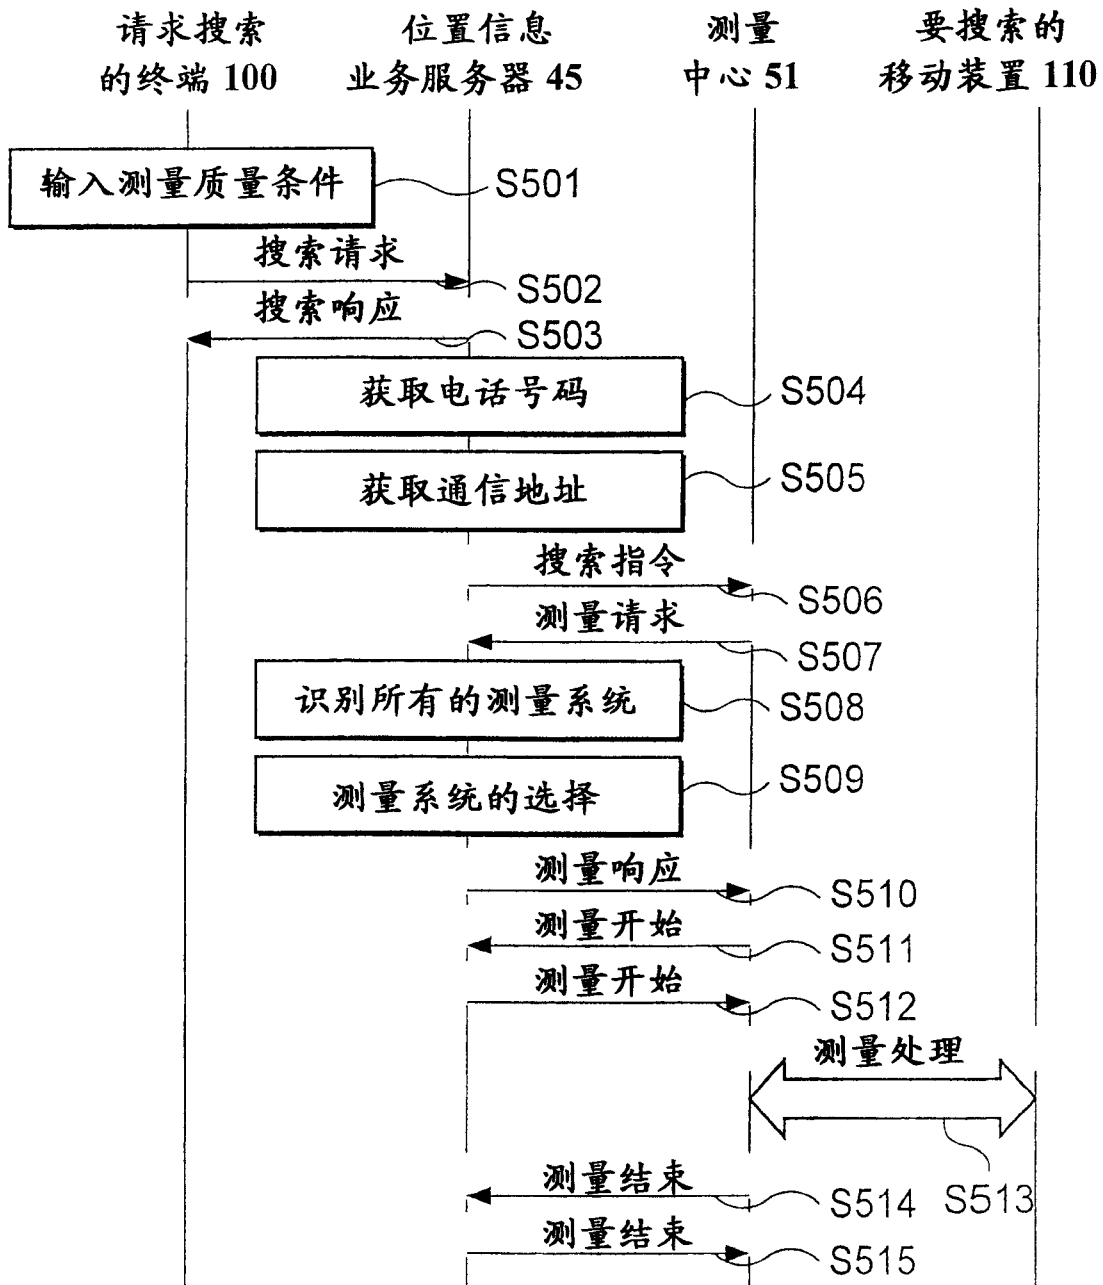 请求搜索
的终端 100
位置信息
业务服务器 45
测量
中心 51
要搜索的
移动装置 110
输入测量质量条件
S501
搜索请求
S502
搜索响应
S503
获取电话号码
S504
获取通信地址
S505
搜索指令
S506
测量请求
S507
识别所有的测量系统
S508
测量系统的选择
S509
测量响应
S510
测量开始
S511
测量开始
S512
测量处理
S513
测量结束
S514
测量结束
S515